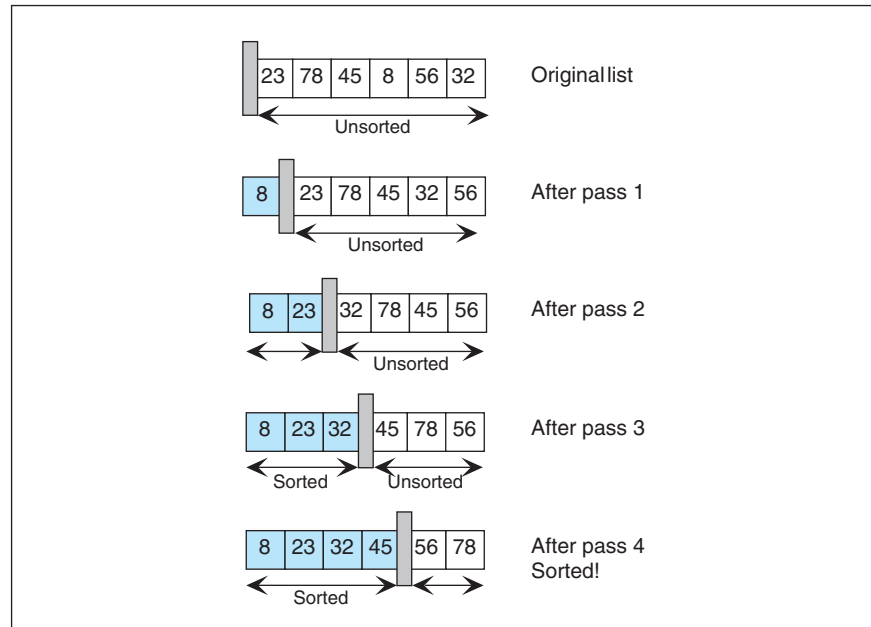 23 78 45 8 56 32 Original list
Unsorted
8 23 78 45 32 56 After pass 1
Unsorted
8 23 32 78 45 56 After pass 2
Unsorted
8 23 32 45 78 56 After pass 3
Sorted Unsorted
8 23 32 45 56 78 After pass 4
Sorted!
Sorted